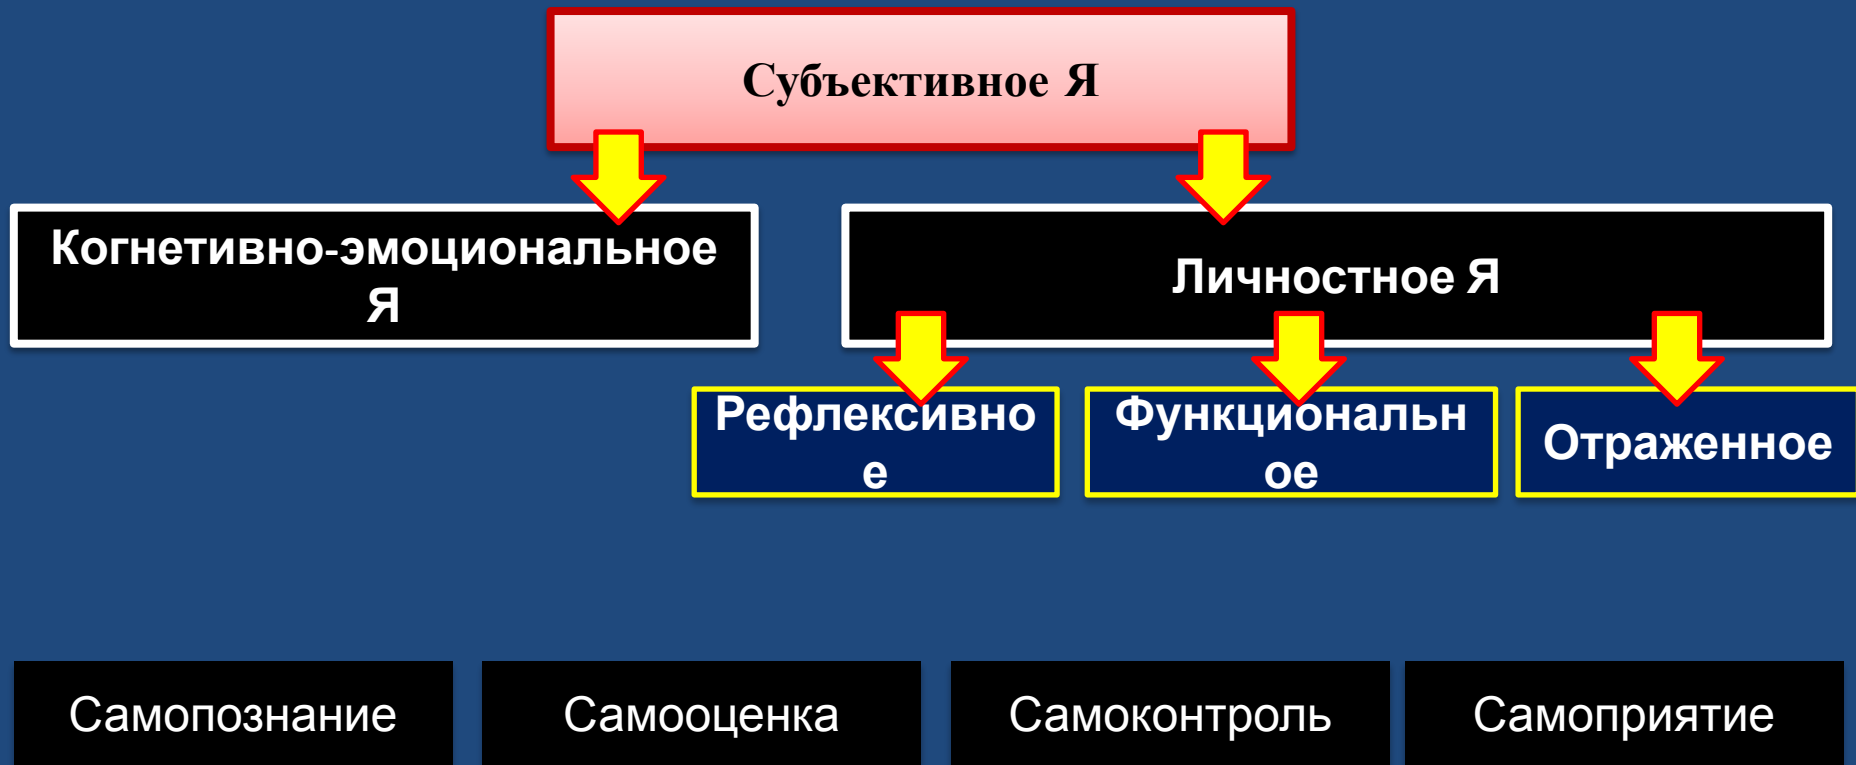 Субъективное Я
Когнетивно-эмоциональное
Я
Личностное Я
Рефлексивно
е
Функциональн
ое
Отраженное
Самопознание
Самооценка
Самоконтроль
Самоприятие